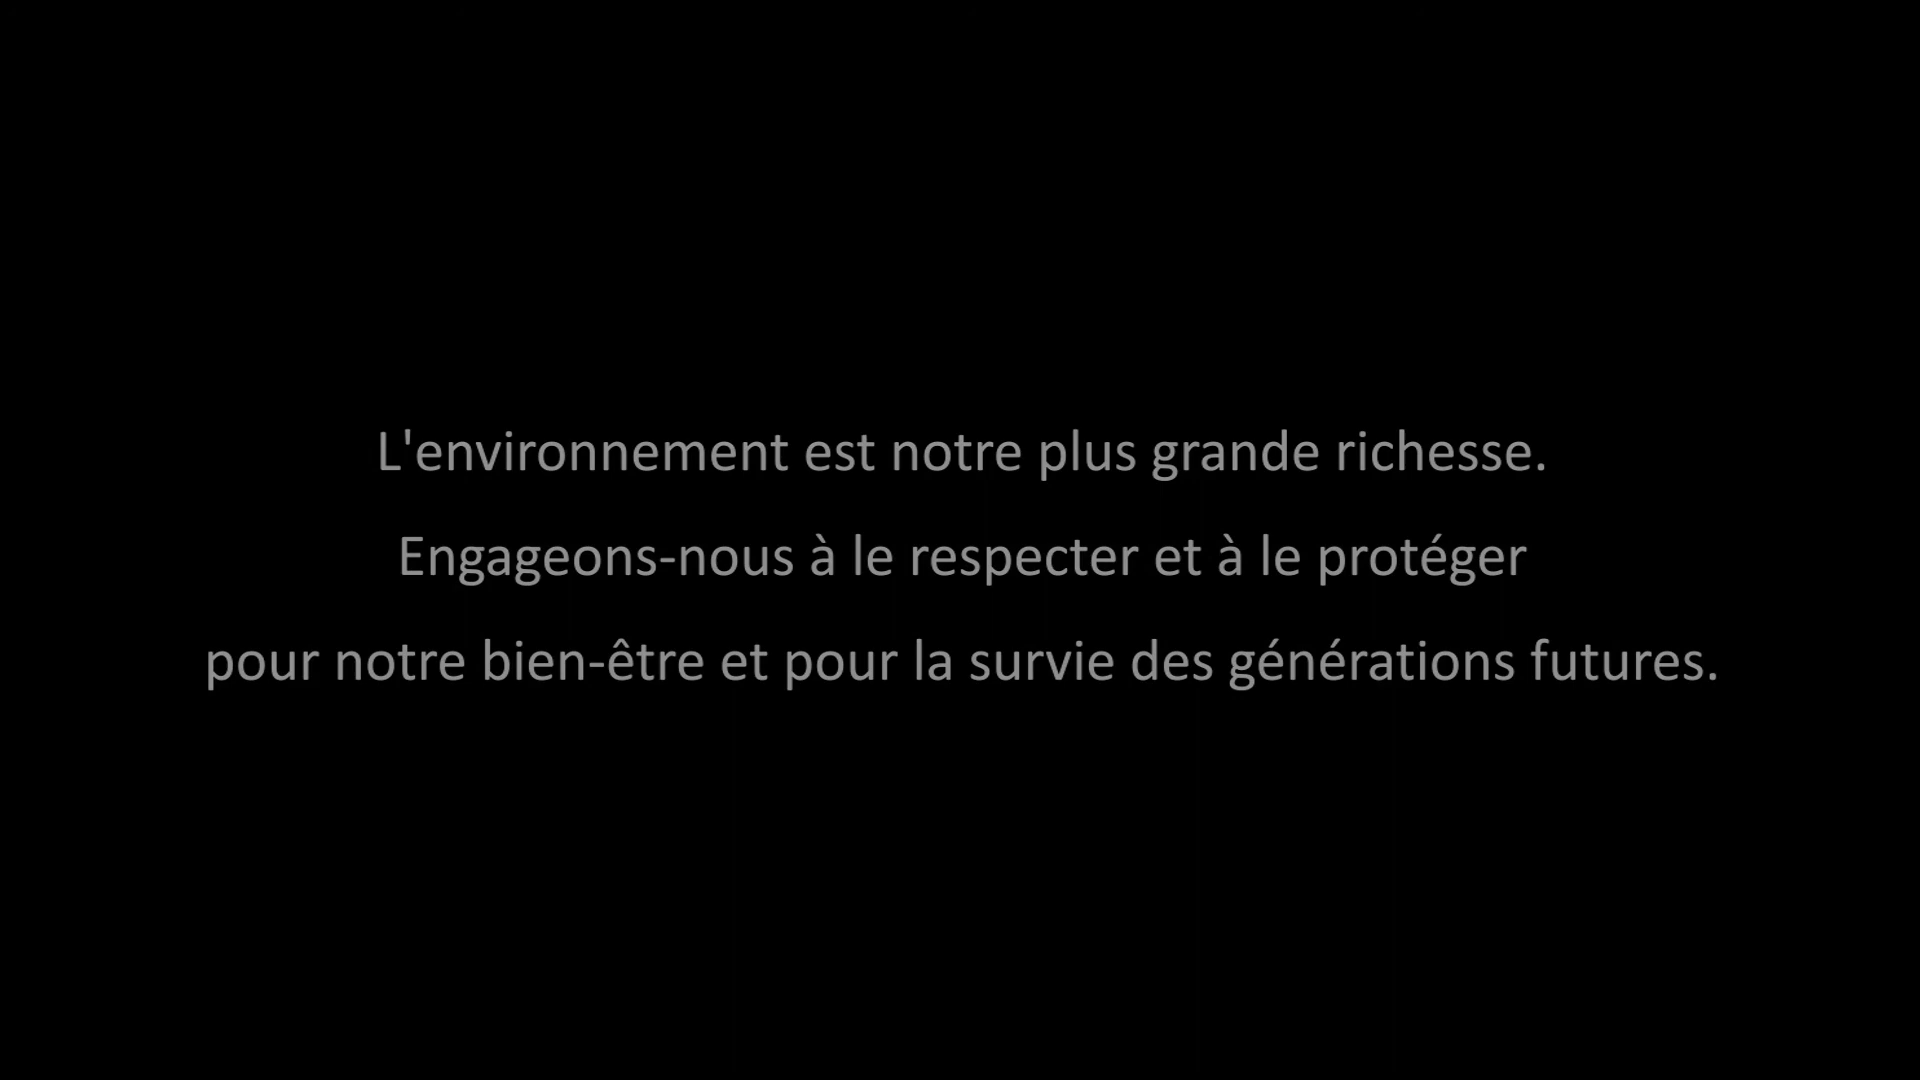 L'environnement est notre plus grande richesse.
Engageons-nous à le respecter et à le protéger
pour notre bien-être et pour la survie des générations futures.